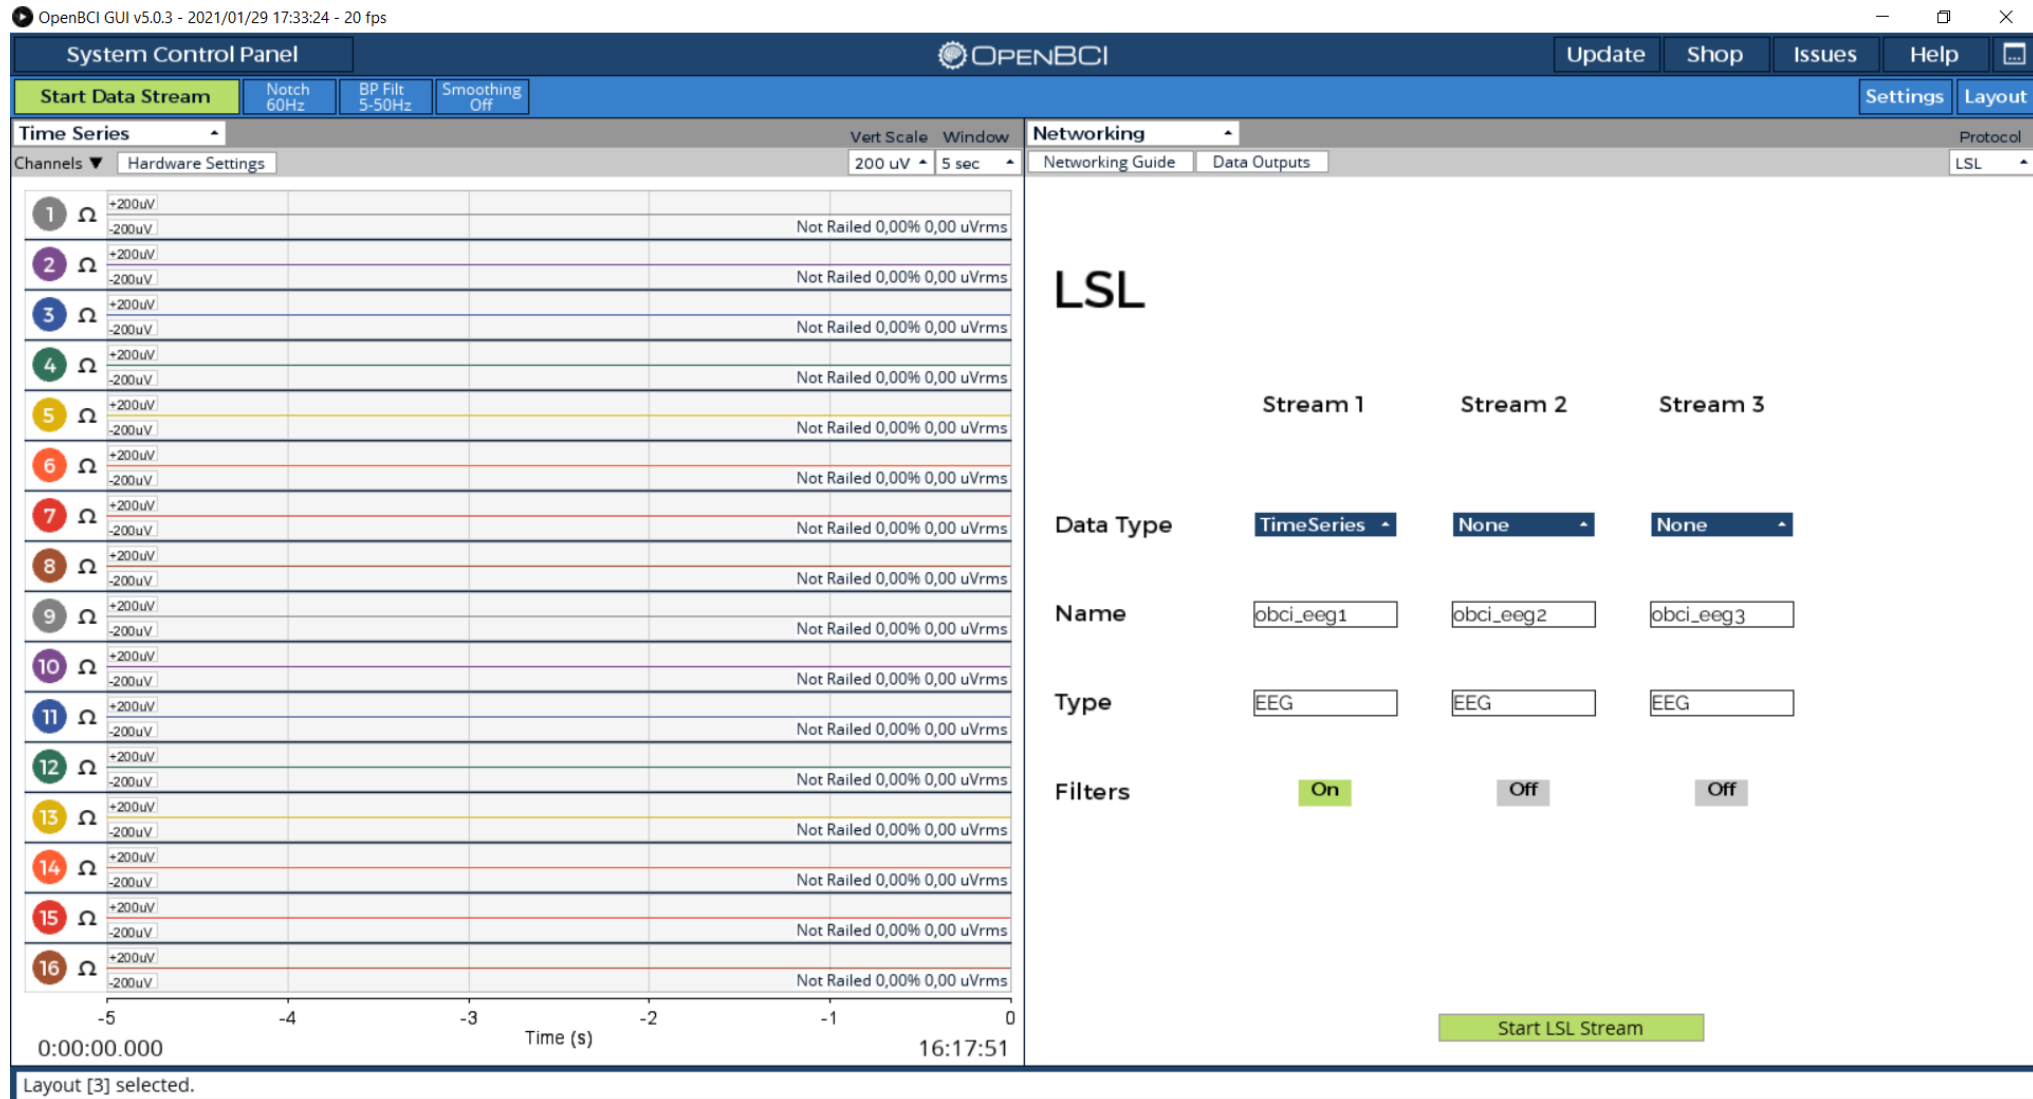 OpenBCI GUI v5.0.3 - 2021/01/29 17:33:24 - 20 fps
System Control Panel
OPENBCI
Update Shop Issues Help ...
Start Data Stream
Notch 60Hz
BP Filt 5-50Hz
Smoothing Off
Settings Layout
Time Series
Vert Scale Window
Channels ▼ Hardware Settings
200 uV 5 sec
1 Ω +200uV -200uV Not Railed 0,00% 0,00 uVrms
2 Ω +200uV -200uV Not Railed 0,00% 0,00 uVrms
3 Ω +200uV -200uV Not Railed 0,00% 0,00 uVrms
4 Ω +200uV -200uV Not Railed 0,00% 0,00 uVrms
5 Ω +200uV -200uV Not Railed 0,00% 0,00 uVrms
6 Ω +200uV -200uV Not Railed 0,00% 0,00 uVrms
7 Ω +200uV -200uV Not Railed 0,00% 0,00 uVrms
8 Ω +200uV -200uV Not Railed 0,00% 0,00 uVrms
9 Ω +200uV -200uV Not Railed 0,00% 0,00 uVrms
10 Ω +200uV -200uV Not Railed 0,00% 0,00 uVrms
11 Ω +200uV -200uV Not Railed 0,00% 0,00 uVrms
12 Ω +200uV -200uV Not Railed 0,00% 0,00 uVrms
13 Ω +200uV -200uV Not Railed 0,00% 0,00 uVrms
14 Ω +200uV -200uV Not Railed 0,00% 0,00 uVrms
15 Ω +200uV -200uV Not Railed 0,00% 0,00 uVrms
16 Ω +200uV -200uV Not Railed 0,00% 0,00 uVrms
-5 -4 -3 -2 -1 0
Time (s)
0:00:00.000 16:17:51
Networking
Protocol
Networking Guide Data Outputs
LSL
LSL
Stream 1 Stream 2 Stream 3
Data Type TimeSeries None None
Name obci_eeg1 obci_eeg2 obci_eeg3
Type EEG EEG EEG
Filters On Off Off
Start LSL Stream
Layout [3] selected.